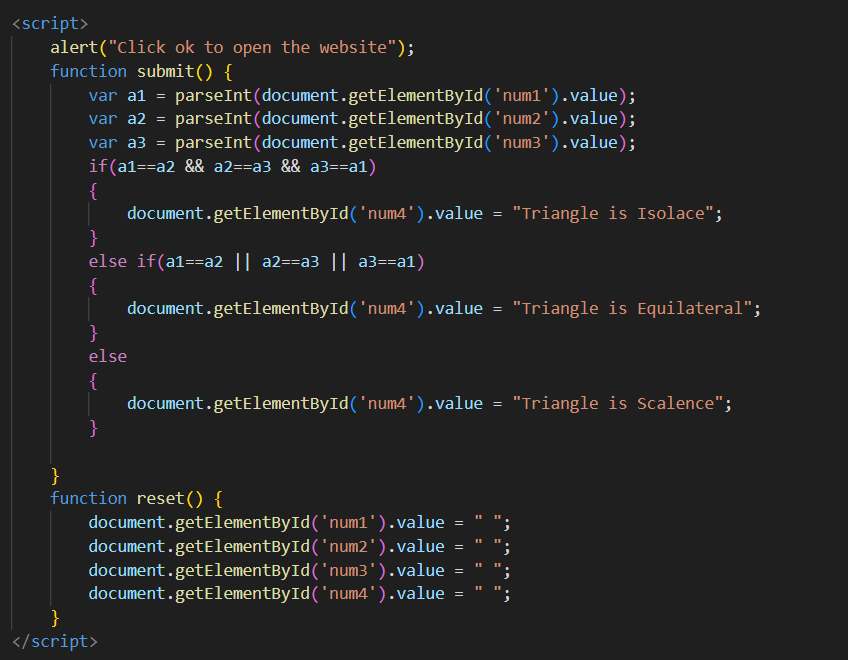 <script>
    alert("Click ok to open the website");
    function submit() {
        var a1 = parseInt(document.getElementById('num1').value);
        var a2 = parseInt(document.getElementById('num2').value);
        var a3 = parseInt(document.getElementById('num3').value);
        if(a1==a2 && a2==a3 && a3==a1)
        {
            document.getElementById('num4').value = "Triangle is Isolace";
        }
        else if(a1==a2 || a2==a3 || a3==a1)
        {
            document.getElementById('num4').value = "Triangle is Equilateral";
        }
        else
        {
            document.getElementById('num4').value = "Triangle is Scalence";
        }

    }
    function reset() {
        document.getElementById('num1').value = " ";
        document.getElementById('num2').value = " ";
        document.getElementById('num3').value = " ";
        document.getElementById('num4').value = " ";
    }
</script>